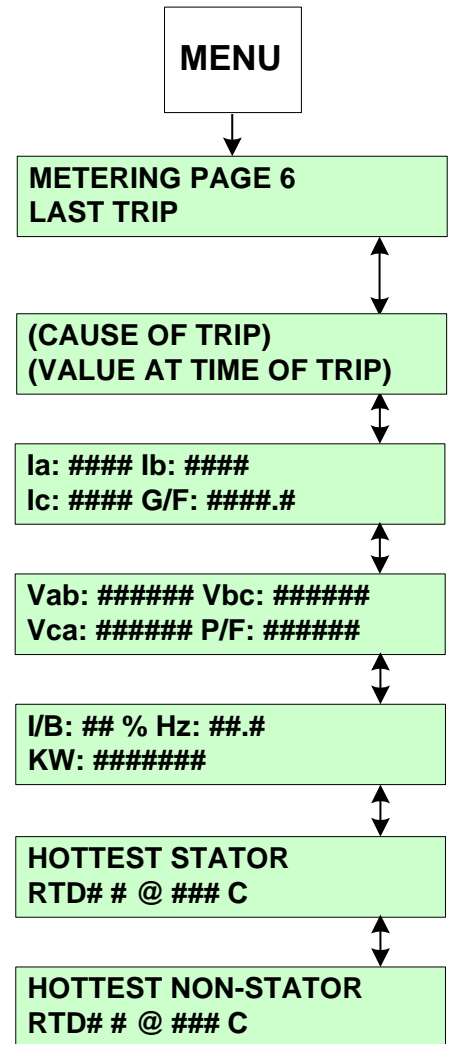 MENU
METERING PAGE 6
LAST TRIP
(CAUSE OF TRIP)
(VALUE AT TIME OF TRIP)
Ia: #### Ib: ####
Ic: #### G/F: ####.#
Vab: ###### Vbc: ######
Vca: ###### P/F: ######
I/B: ## % Hz: ##.#
KW: #######
HOTTEST STATOR
RTD# # @ ### C
HOTTEST NON-STATOR
RTD# # @ ### C